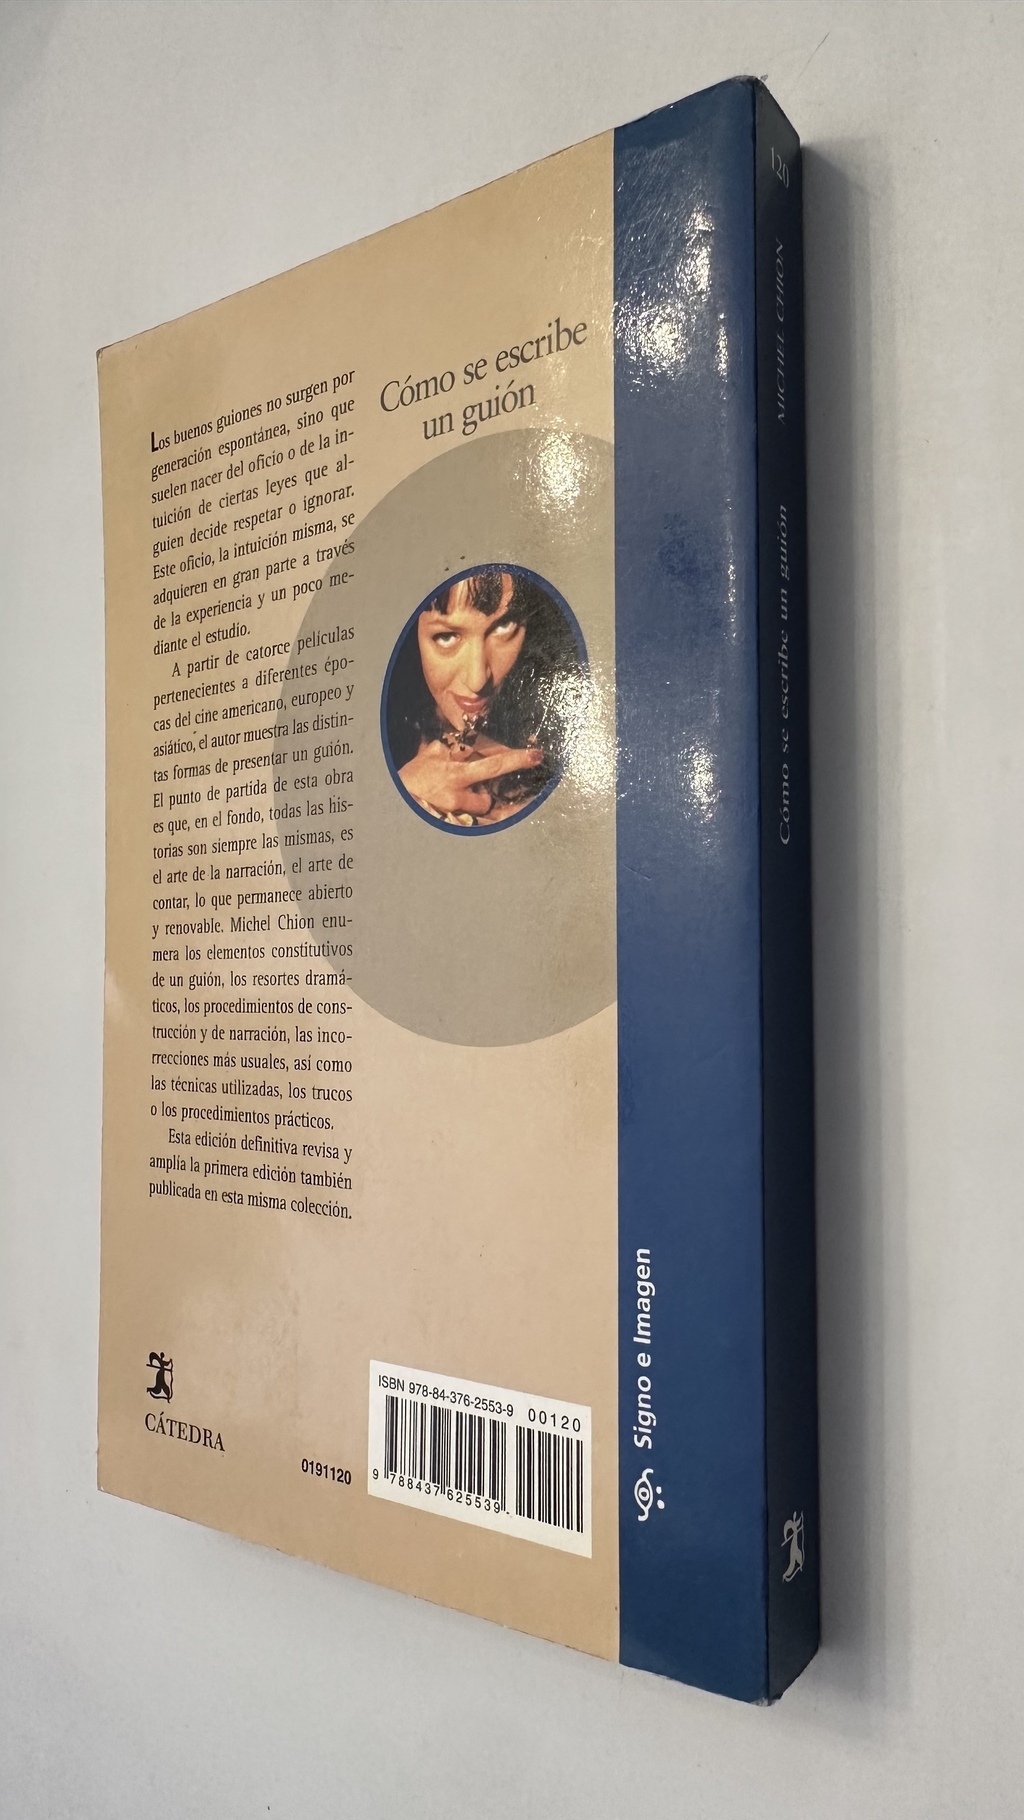 Los buenos guiones no surgen por
generación espontánea, sino que
suelen nacer del oficio o de la in-
tuición de ciertas leyes que al-
guien decide respetar o ignorar.
Este oficio, la intuición misma, se
adquieren en gran parte a través
de la experiencia y un poco me-
diante el estudio.
A partir de catorce películas
pertenecientes a diferentes épo-
cas del cine americano, europeo y
asiático, el autor muestra las distin-
tas formas de presentar un guión.
El punto de partida de esta obra
es que, en el fondo, todas las his-
torias son siempre las mismas, es
el arte de la narración, el arte de
contar, lo que permanece abierto
y renovable. Michel Chion enu-
mera los elementos constitutivos
de un guión, los resortes dramá-
ticos, los procedimientos de cons-
trucción y de narración, las inco-
rrecciones más usuales, así como
las técnicas utilizadas, los trucos
o los procedimientos prácticos.
Esta edición definitiva revisa y
amplía la primera edición también
publicada en esta misma colección.
CÁTEDRA
0191120
Cómo se escribe
un guión
ISBN 978-84-376-2553-9
00120
9 788437 625539
Signo e Imagen
120
MICHEL CHION
Cómo se escribe un guión